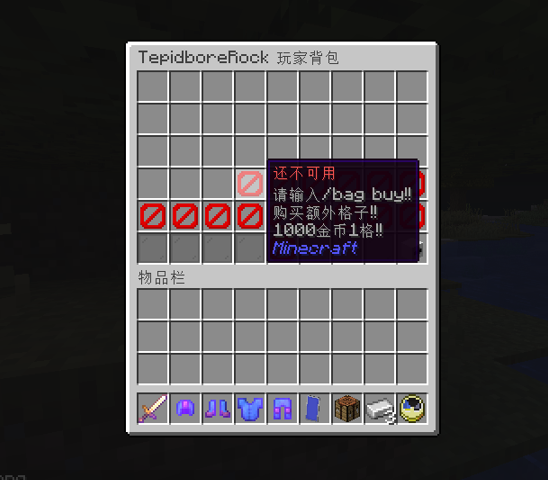 TepidboreRock 玩家背包
还不可用
请输入/bag buy!!
购买额外格子!!
1000金币1格!!
Minecraft
物品栏